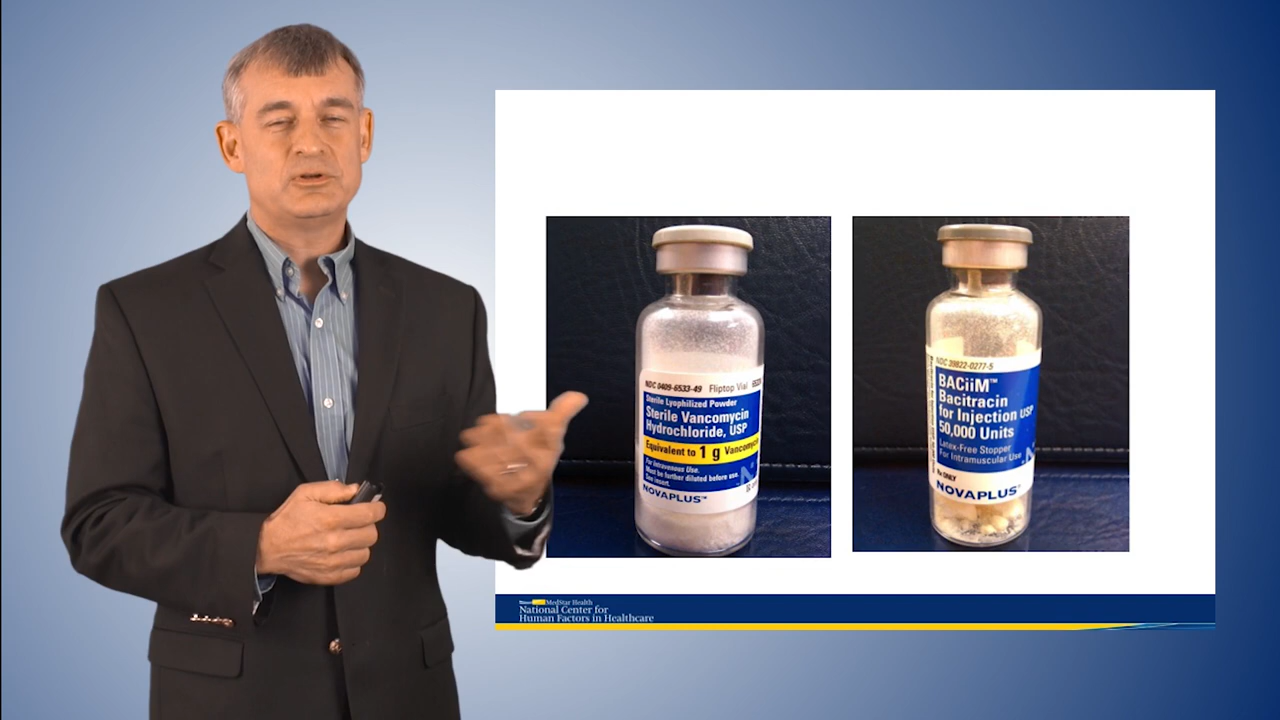 NDC 0409-6533-49 Fliptop Vial
Sterile Lyophilized Powder
Sterile Vancomycin
Hydrochloride, USP
Equivalent to 1 g Vancomycin
For Intravenous Use.
Must be further diluted before use.
See insert.
NOVAPLUS™
NDC 39822-0277-5
BACiiM™
Bacitracin
for Injection USP
50,000 Units
Latex-Free Stopper
For Intramuscular Use
Rx ONLY
NOVAPLUS®
MedStar Health
National Center for
Human Factors in Healthcare